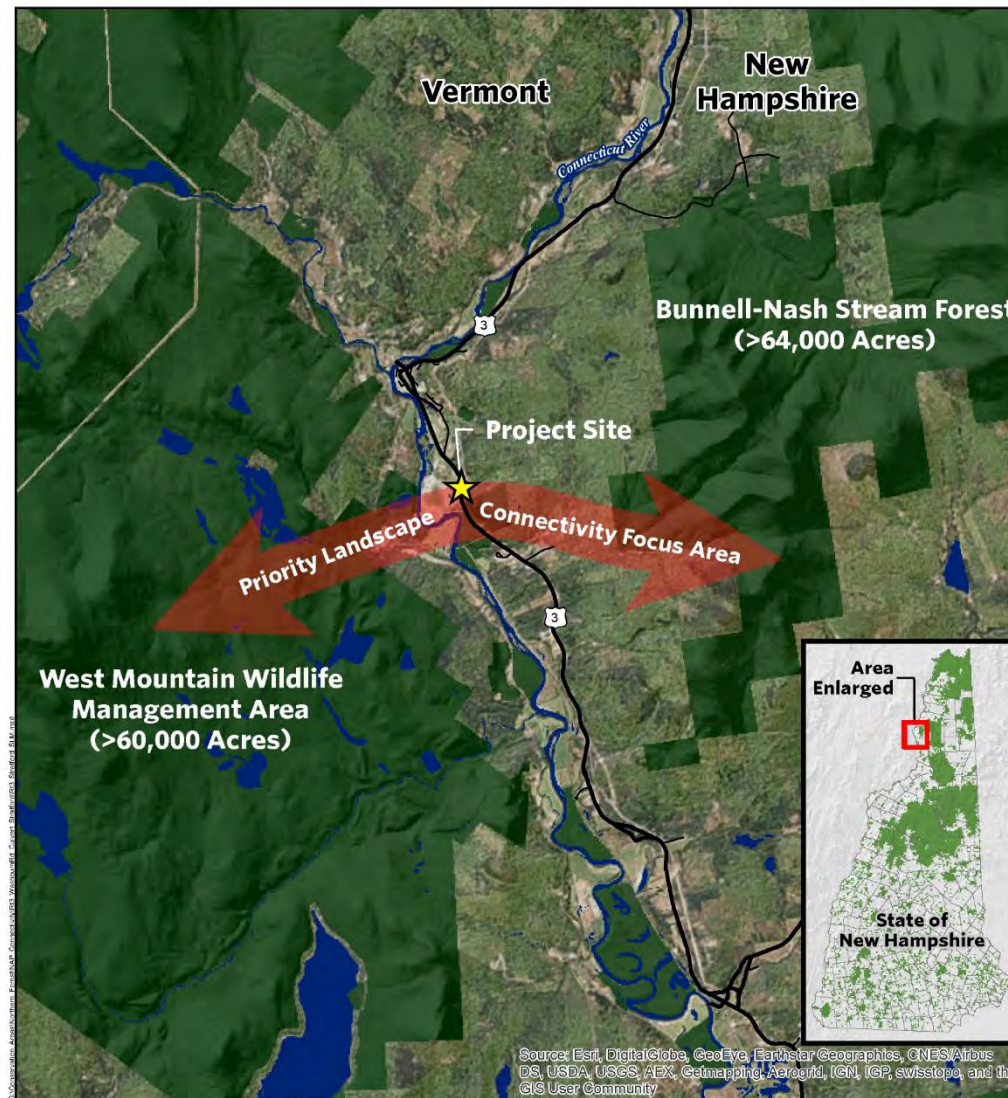 Vermont
New
Hampshire
Connecticut River
3
Bunnell-Nash Stream Forest
(>64,000 Acres)
Project Site
Priority Landscape
Connectivity Focus Area
3
West Mountain Wildlife
Management Area
(>60,000 Acres)
Area
Enlarged
State of
New Hampshire
Source: Esri, DigitalGlobe, GeoEye, Earthstar Geographics, CNES/Airbus
DS, USDA, USGS, AEX, Getmapping, Aerogrid, IGN, IGP, swisstopo, and th
GIS User Community